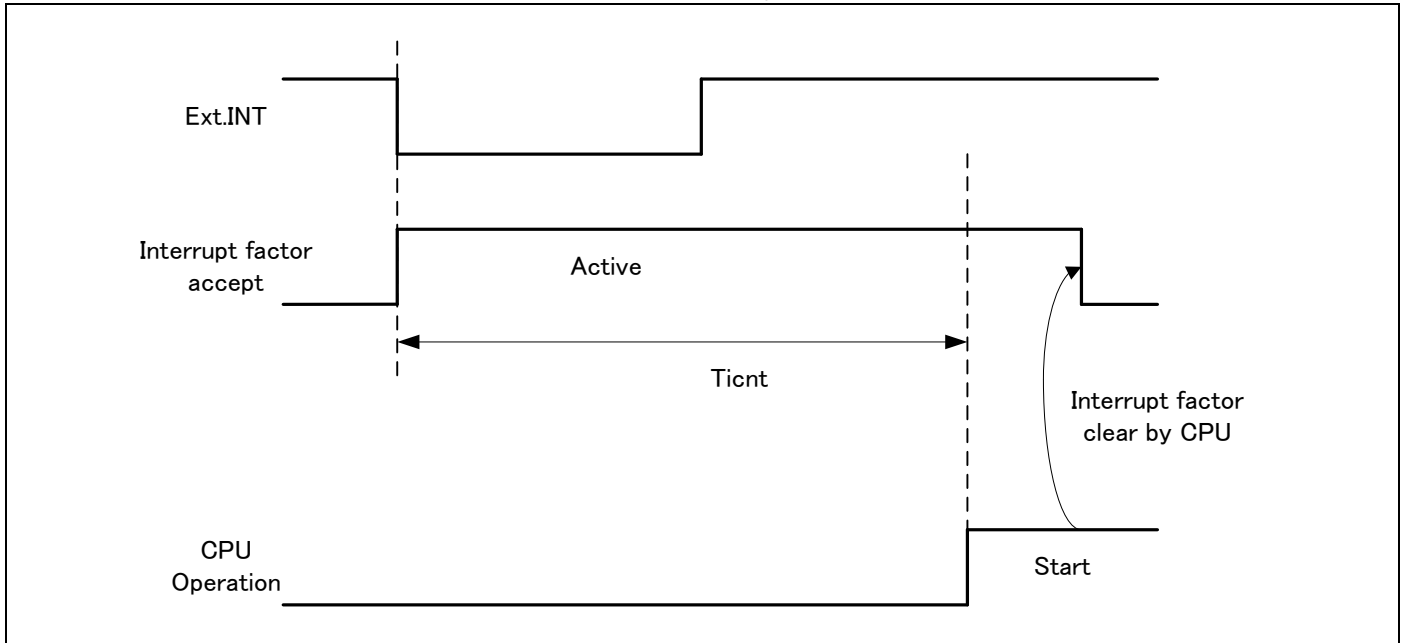 Ext.INT
Interrupt factor
accept
Active
Ticnt
Interrupt factor
clear by CPU
CPU
Operation
Start